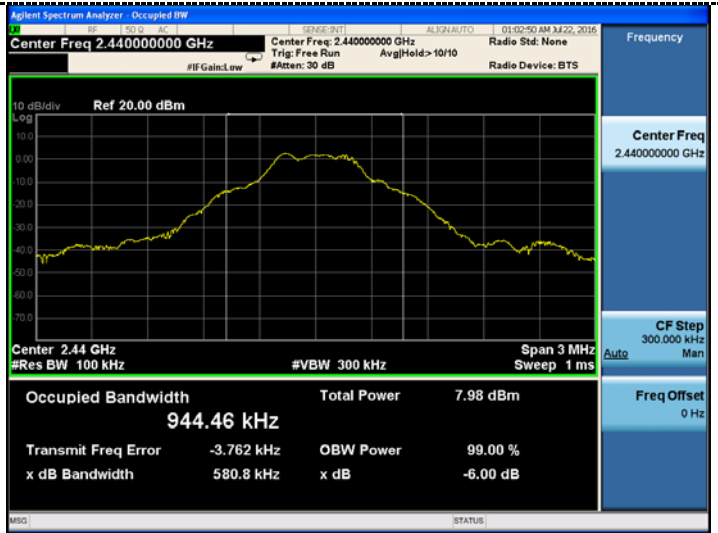 Agilent Spectrum Analyzer - Occupied BW
RF 50 Ω AC SENSE:INT ALIGN AUTO 01:02:50 AM Jul 22, 2016
Center Freq 2.440000000 GHz
Center Freq: 2.440000000 GHz Radio Std: None
Trig: Free Run Avg|Hold:> 10/10
#IFGain:Low #Atten: 30 dB Radio Device: BTS
10 dB/div Ref 20.00 dBm
Log
10.0
0.00
-10.0
-20.0
-30.0
-40.0
-50.0
-60.0
-70.0
Center 2.44 GHz Span 3 MHz
#Res BW 100 kHz #VBW 300 kHz Sweep 1 ms
Occupied Bandwidth Total Power 7.98 dBm
944.46 kHz
Transmit Freq Error -3.762 kHz OBW Power 99.00 %
x dB Bandwidth 580.8 kHz x dB -6.00 dB
MSG STATUS
Frequency
Center Freq
2.440000000 GHz
CF Step
300.000 kHz
Auto Man
Freq Offset
0 Hz